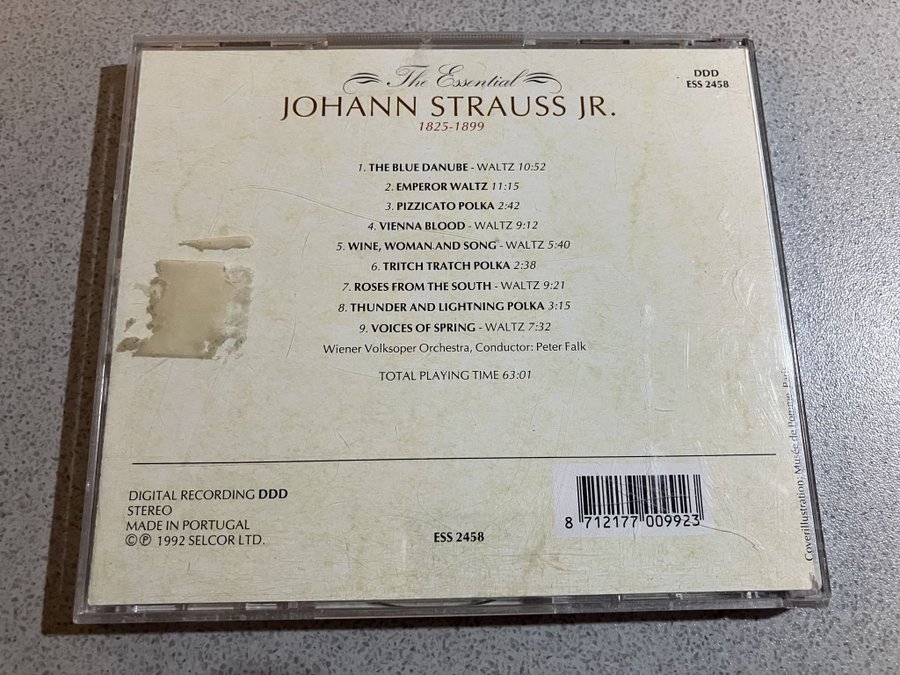 The Essential
DDD
ESS 2458
JOHANN STRAUSS JR.
1825-1899
1. THE BLUE DANUBE - WALTZ 10:52
2. EMPEROR WALTZ 11:15
3. PIZZICATO POLKA 2:42
4. VIENNA BLOOD - WALTZ 9:12
5. WINE, WOMAN AND SONG - WALTZ 5:40
6. TRITCH TRATCH POLKA 2:38
7. ROSES FROM THE SOUTH - WALTZ 9:21
8. THUNDER AND LIGHTNING POLKA 3:15
9. VOICES OF SPRING - WALTZ 7:32
Wiener Volksoper Orchestra, Conductor: Peter Falk
TOTAL PLAYING TIME 63:01
DIGITAL RECORDING DDD
STEREO
MADE IN PORTUGAL
©℗ 1992 SELCOR LTD.
ESS 2458
8 712177 009923
Coverillustration: Musée de